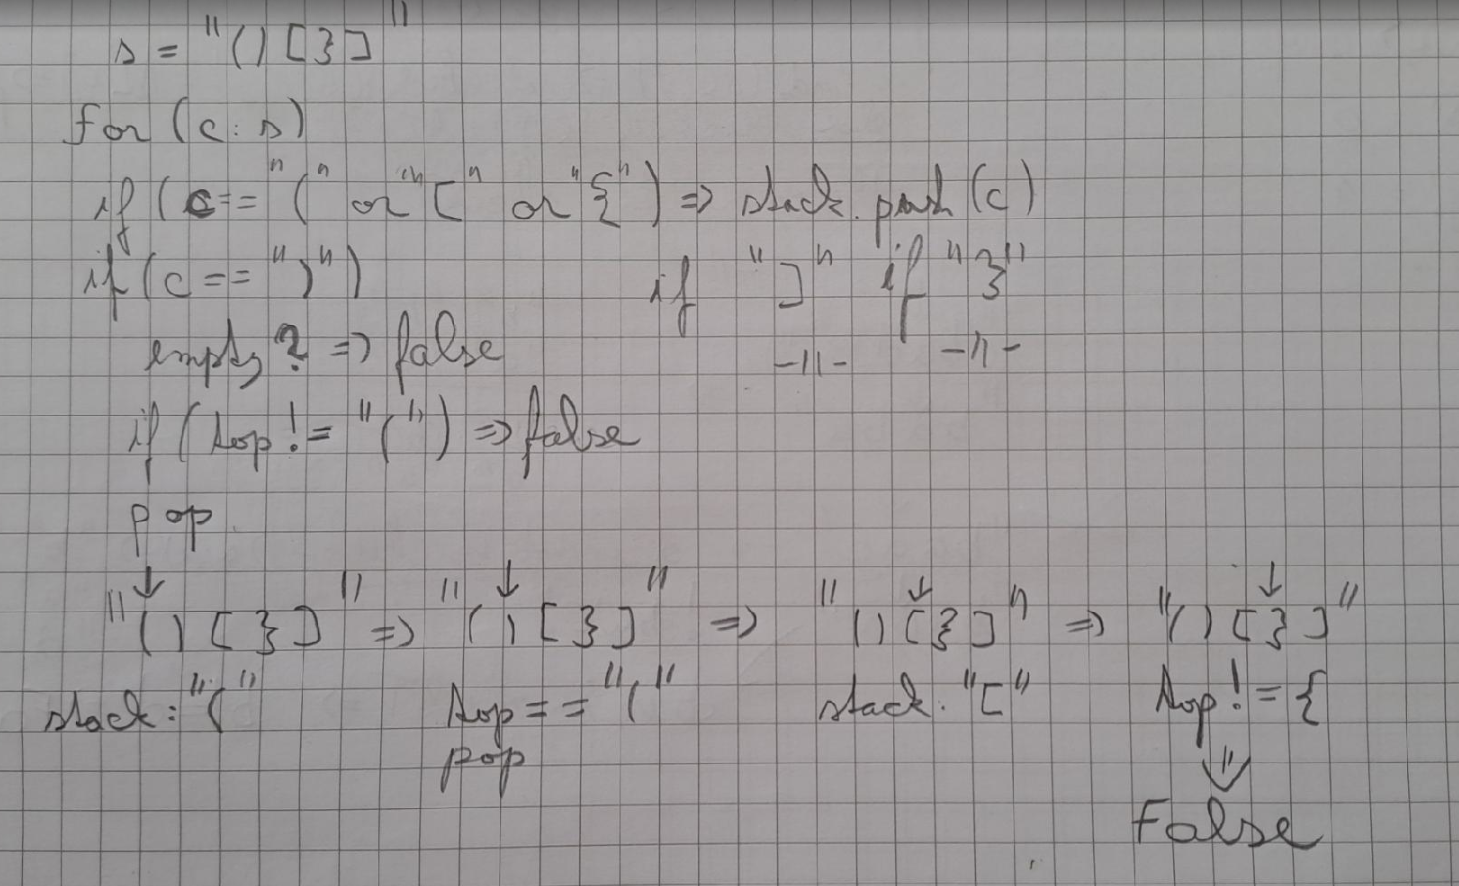 s = "()[}]"
for (c: s)
if (c == "(" or "[" or "{") => stack.push(c)
if (c == ")") if "]" if "}"
empty? => false -||- -||-
if (top != "(") => false
pop
"()[}]" => "()[}]" => "()[}]" => "()[}]"
stack: "(" top == "(" stack: "[" top != {
pop
False